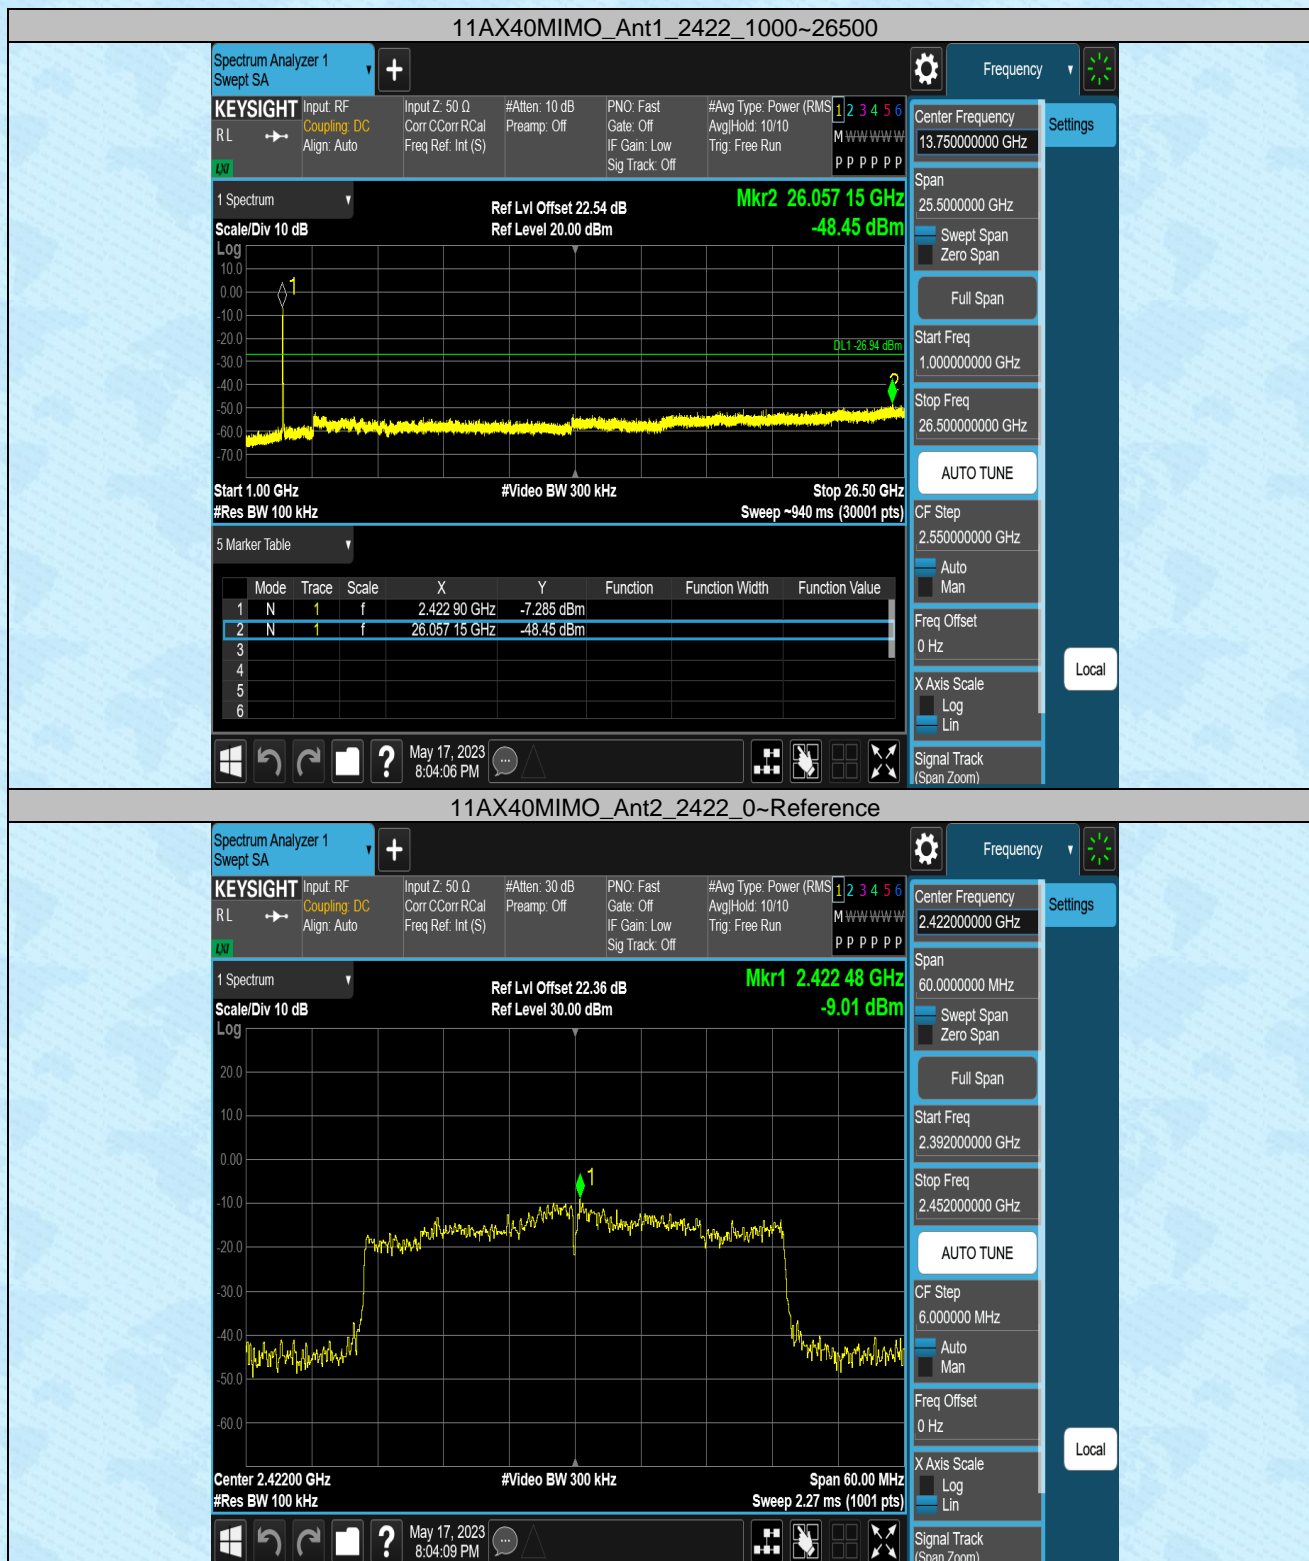 11AX40MIMO_Ant1_2422_1000~26500
Spectrum Analyzer 1
Swept SA
Frequency
KEYSIGHT
R L
LXI
Input: RF
Coupling: DC
Align: Auto
Input Z: 50 Ω
Corr CCorr RCal
Freq Ref: Int (S)
#Atten: 10 dB
Preamp: Off
PNO: Fast
Gate: Off
IF Gain: Low
Sig Track: Off
#Avg Type: Power (RMS
Avg|Hold: 10/10
Trig: Free Run
1 2 3 4 5 6
M W W W W W
P P P P P P
1 Spectrum
Scale/Div 10 dB
Ref Lvl Offset 22.54 dB
Ref Level 20.00 dBm
Mkr2 26.057 15 GHz
-48.45 dBm
Log
10.0
0.00
-10.0
-20.0
-30.0
-40.0
-50.0
-60.0
-70.0
1
2
DL1 -26.94 dBm
Start 1.00 GHz
#Video BW 300 kHz
Stop 26.50 GHz
#Res BW 100 kHz
Sweep ~940 ms (30001 pts)
5 Marker Table
Mode Trace Scale X Y Function Function Width Function Value
1 N 1 f 2.422 90 GHz -7.285 dBm
2 N 1 f 26.057 15 GHz -48.45 dBm
3
4
5
6
May 17, 2023
8:04:06 PM
Center Frequency
13.750000000 GHz
Settings
Span
25.5000000 GHz
Swept Span
Zero Span
Full Span
Start Freq
1.000000000 GHz
Stop Freq
26.500000000 GHz
AUTO TUNE
CF Step
2.550000000 GHz
Auto
Man
Freq Offset
0 Hz
X Axis Scale
Log
Lin
Signal Track
(Span Zoom)
Local
11AX40MIMO_Ant2_2422_0~Reference
Spectrum Analyzer 1
Swept SA
Frequency
KEYSIGHT
R L
LXI
Input: RF
Coupling: DC
Align: Auto
Input Z: 50 Ω
Corr CCorr RCal
Freq Ref: Int (S)
#Atten: 30 dB
Preamp: Off
PNO: Fast
Gate: Off
IF Gain: Low
Sig Track: Off
#Avg Type: Power (RMS
Avg|Hold: 10/10
Trig: Free Run
1 2 3 4 5 6
M W W W W W
P P P P P P
1 Spectrum
Scale/Div 10 dB
Ref Lvl Offset 22.36 dB
Ref Level 30.00 dBm
Mkr1 2.422 48 GHz
-9.01 dBm
Log
20.0
10.0
0.00
-10.0
-20.0
-30.0
-40.0
-50.0
-60.0
1
Center 2.42200 GHz
#Video BW 300 kHz
Span 60.00 MHz
#Res BW 100 kHz
Sweep 2.27 ms (1001 pts)
May 17, 2023
8:04:09 PM
Center Frequency
2.422000000 GHz
Settings
Span
60.0000000 MHz
Swept Span
Zero Span
Full Span
Start Freq
2.392000000 GHz
Stop Freq
2.452000000 GHz
AUTO TUNE
CF Step
6.000000 MHz
Auto
Man
Freq Offset
0 Hz
X Axis Scale
Log
Lin
Signal Track
(Span Zoom)
Local